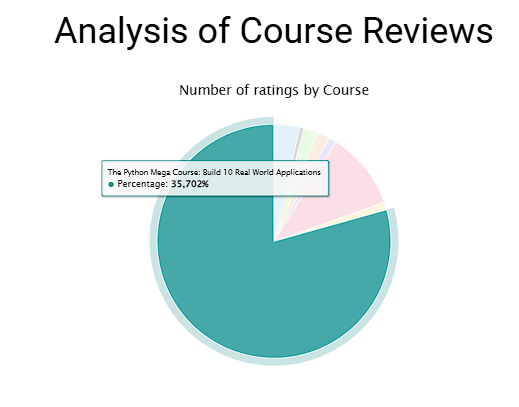 Analysis of Course Reviews
Number of ratings by Course
The Python Mega Course: Build 10 Real World Applications
● Percentage: 35,702%